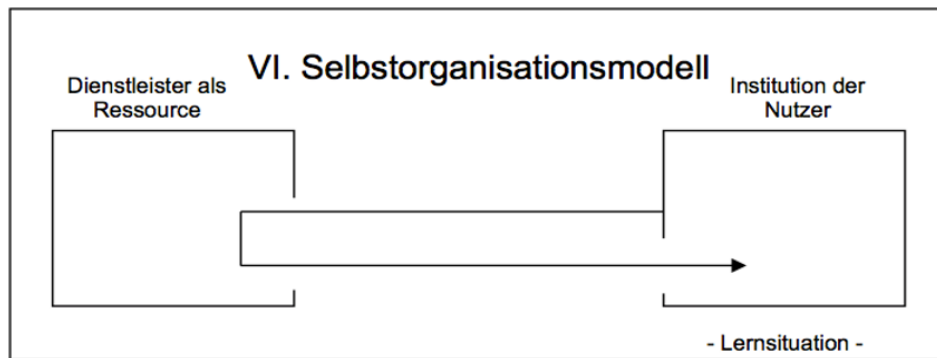 VI. Selbstorganisationsmodell
Dienstleister als
Ressource
Institution der
Nutzer
- Lernsituation -